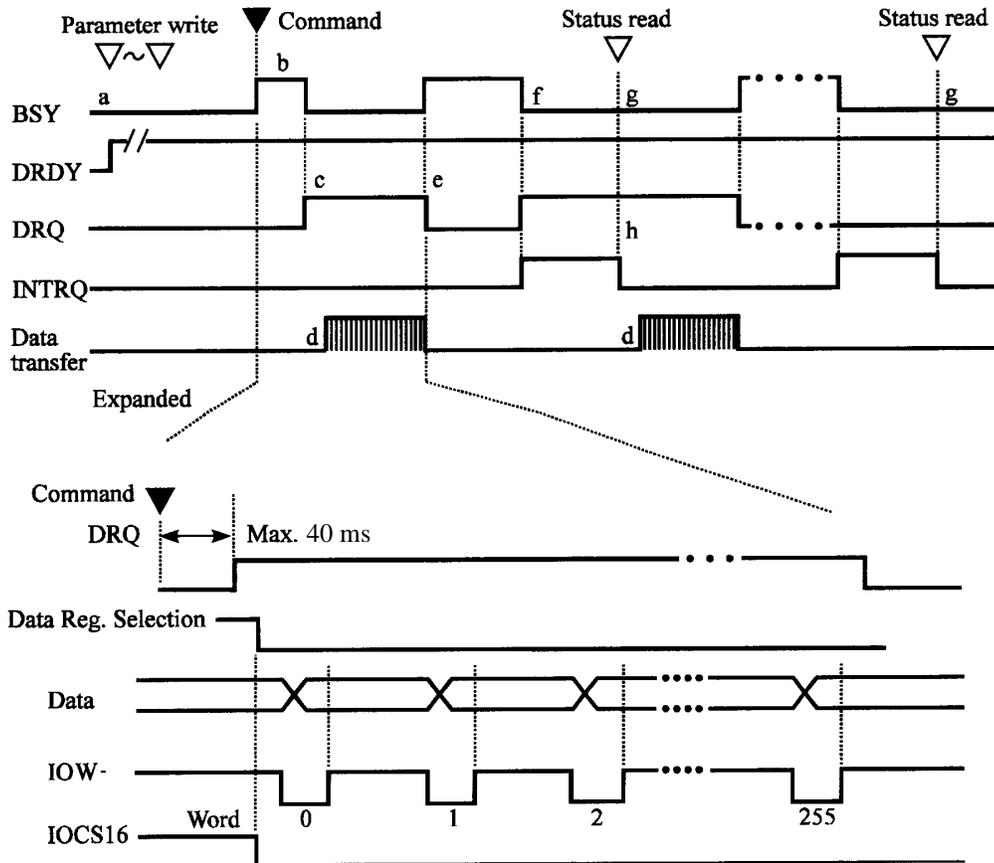 Parameter write
Command
Status read
Status read
b
a
f
g
g
BSY
DRDY
c
e
DRQ
h
INTRQ
d
d
Data
transfer
Expanded
Command
DRQ
Max. 40 ms
Data Reg. Selection
Data
IOW-
Word
0
1
2
255
IOCS16